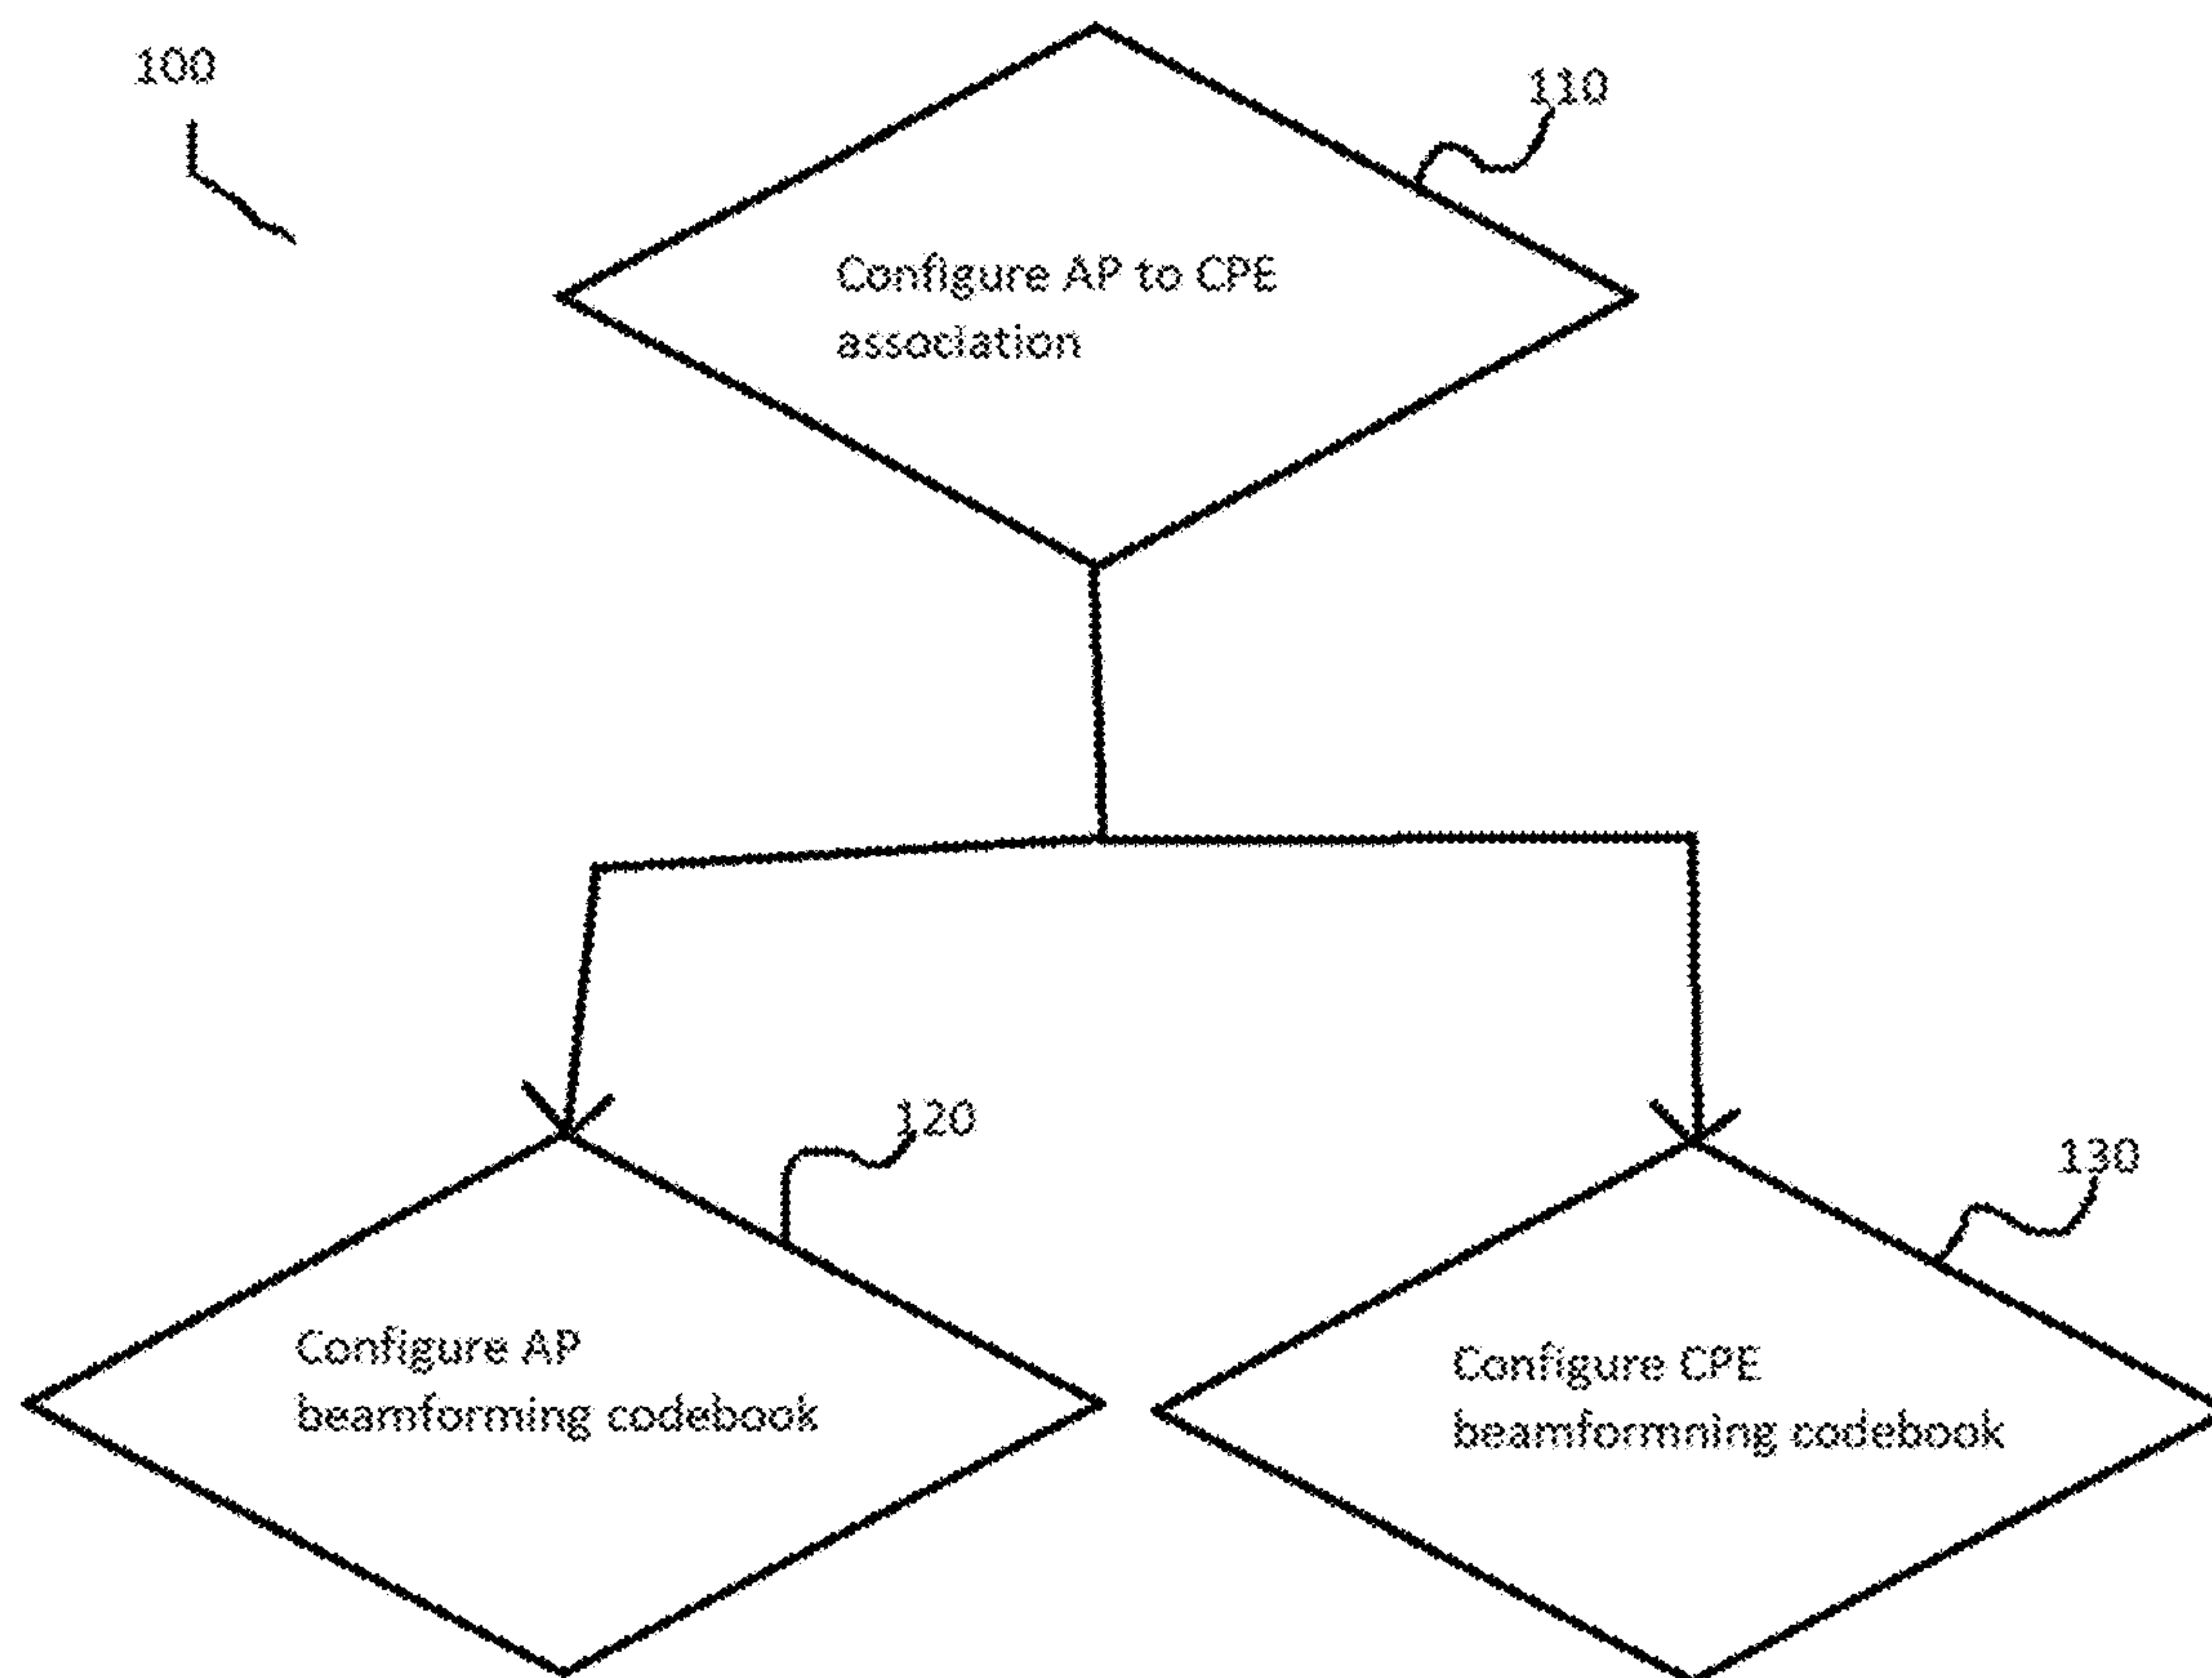 100
110
Configure AP to CPE
association
120
130
Configure AP
beamforming codebook
Configure CPE
beamformning codebook